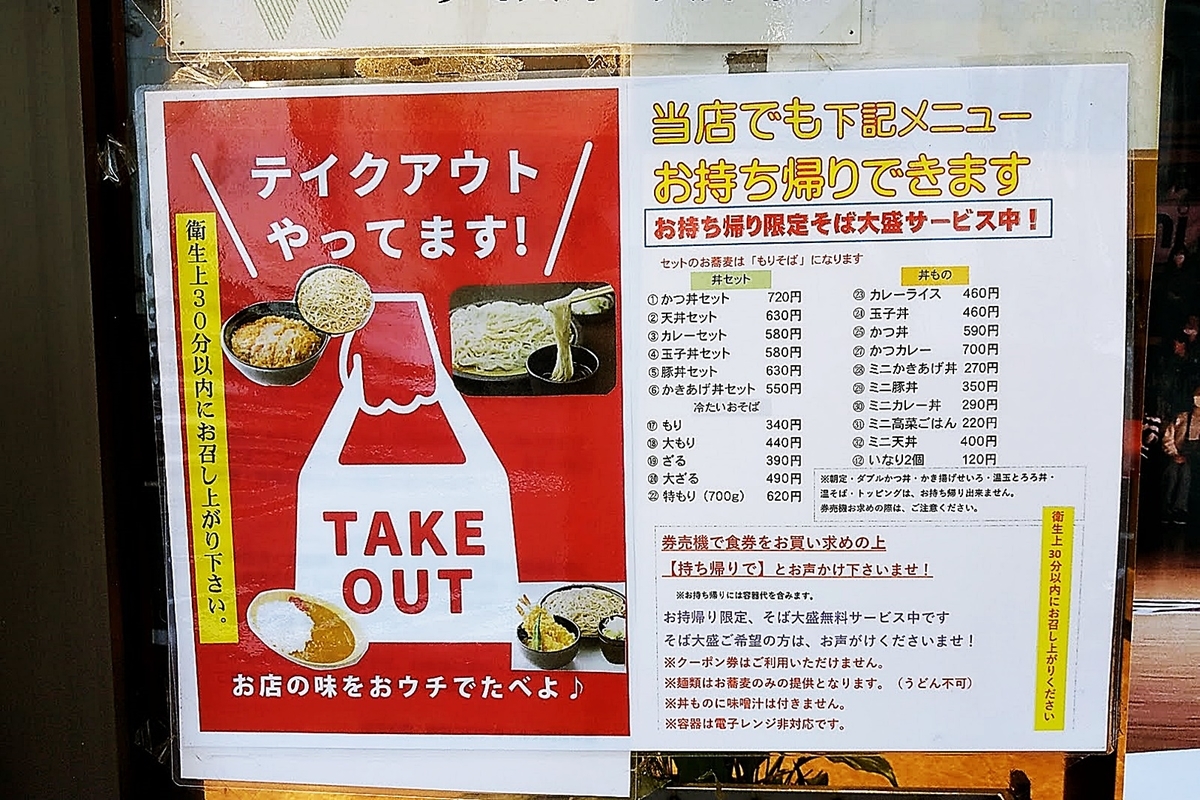 テイクアウト
やってます!
衛生上30分以内にお召し上がり下さい。
TAKE
OUT
お店の味をおウチでたべよ♪
当店でも下記メニュー
お持ち帰りできます
お持ち帰り限定そば大盛サービス中!
セットのお蕎麦は「もりそば」になります
丼セット
①かつ丼セット 720円
②天丼セット 630円
③カレーセット 580円
④玉子丼セット 580円
⑤豚丼セット 630円
⑥かきあげ丼セット 550円
冷たいおそば
⑰もり 340円
⑱大もり 440円
⑲ざる 390円
⑳大ざる 490円
㉒特もり(700g) 620円
丼もの
㉓カレーライス 460円
㉔玉子丼 460円
㉕かつ丼 590円
㉗かつカレー 700円
㉘ミニかきあげ丼 270円
㉙ミニ豚丼 350円
㉚ミニカレー丼 290円
㉛ミニ高菜ごはん 220円
㉜ミニ天丼 400円
⑫いなり2個 120円
※朝定・ダブルかつ丼・かき揚げせいろ・温玉とろろ丼・
温そば・トッピングは、お持ち帰り出来ません。
券売機お求めの際は、ご注意ください。
券売機で食券をお買い求めの上
【持ち帰りで】とお声かけ下さいませ!
※お持ち帰りには容器代を含みます。
お持帰り限定、そば大盛無料サービス中です
そば大盛ご希望の方は、お声がけくださいませ!
※クーポン券はご利用いただけません。
※麺類はお蕎麦のみの提供となります。(うどん不可)
※丼ものに味噌汁は付きません。
※容器は電子レンジ非対応です。
衛生上30分以内にお召し上がりください